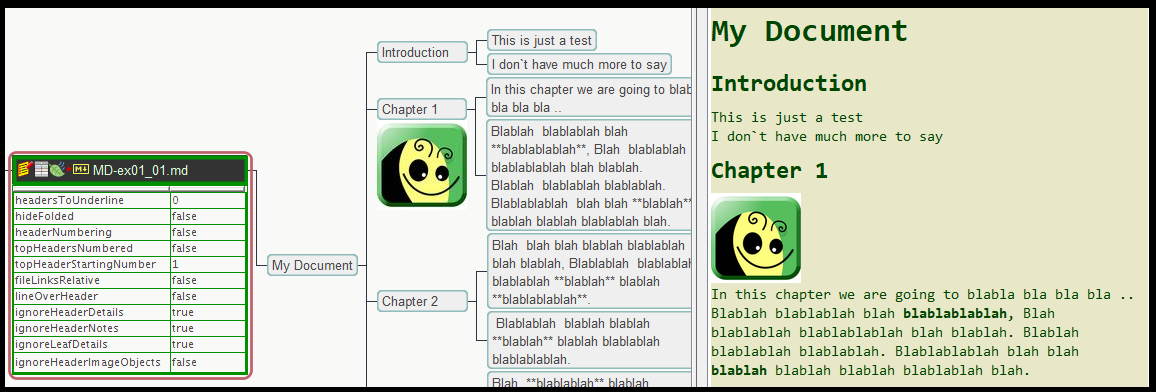 MD-ex01_01.md
headersToUnderline 0
hideFolded false
headerNumbering false
topHeadersNumbered false
topHeaderStartingNumber 1
fileLinksRelative false
lineOverHeader false
ignoreHeaderDetails true
ignoreHeaderNotes true
ignoreLeafDetails true
ignoreHeaderImageObjects false
My Document
Introduction
This is just a test
I don`t have much more to say
Chapter 1
In this chapter we are going to blab
bla bla bla ..
Blablah blablablah blah
**blablablablah**, Blah blablablah
blablablablah blah blablah.
Blablah blablablah blablablah.
Blablablablah blah blah **blablah**
blablah blablah blablablah blah.
Chapter 2
Blah blah blah blablah blablablah
blah blablah, Blablablah blablablah
blablablah **blablah** blablah
**blablablablah**.
Blablablah blablah blablah
**blablah** blablah blablablah
blablablablah.
Blah **blablablah** blablah
My Document
Introduction
This is just a test
I don`t have much more to say
Chapter 1
In this chapter we are going to blabla bla bla bla ..
Blablah blablablah blah blablablablah, Blah
blablablah blablablablah blah blablah. Blablah
blablablah blablablah. Blablablablah blah blah
blablah blablah blablah blablablah blah.